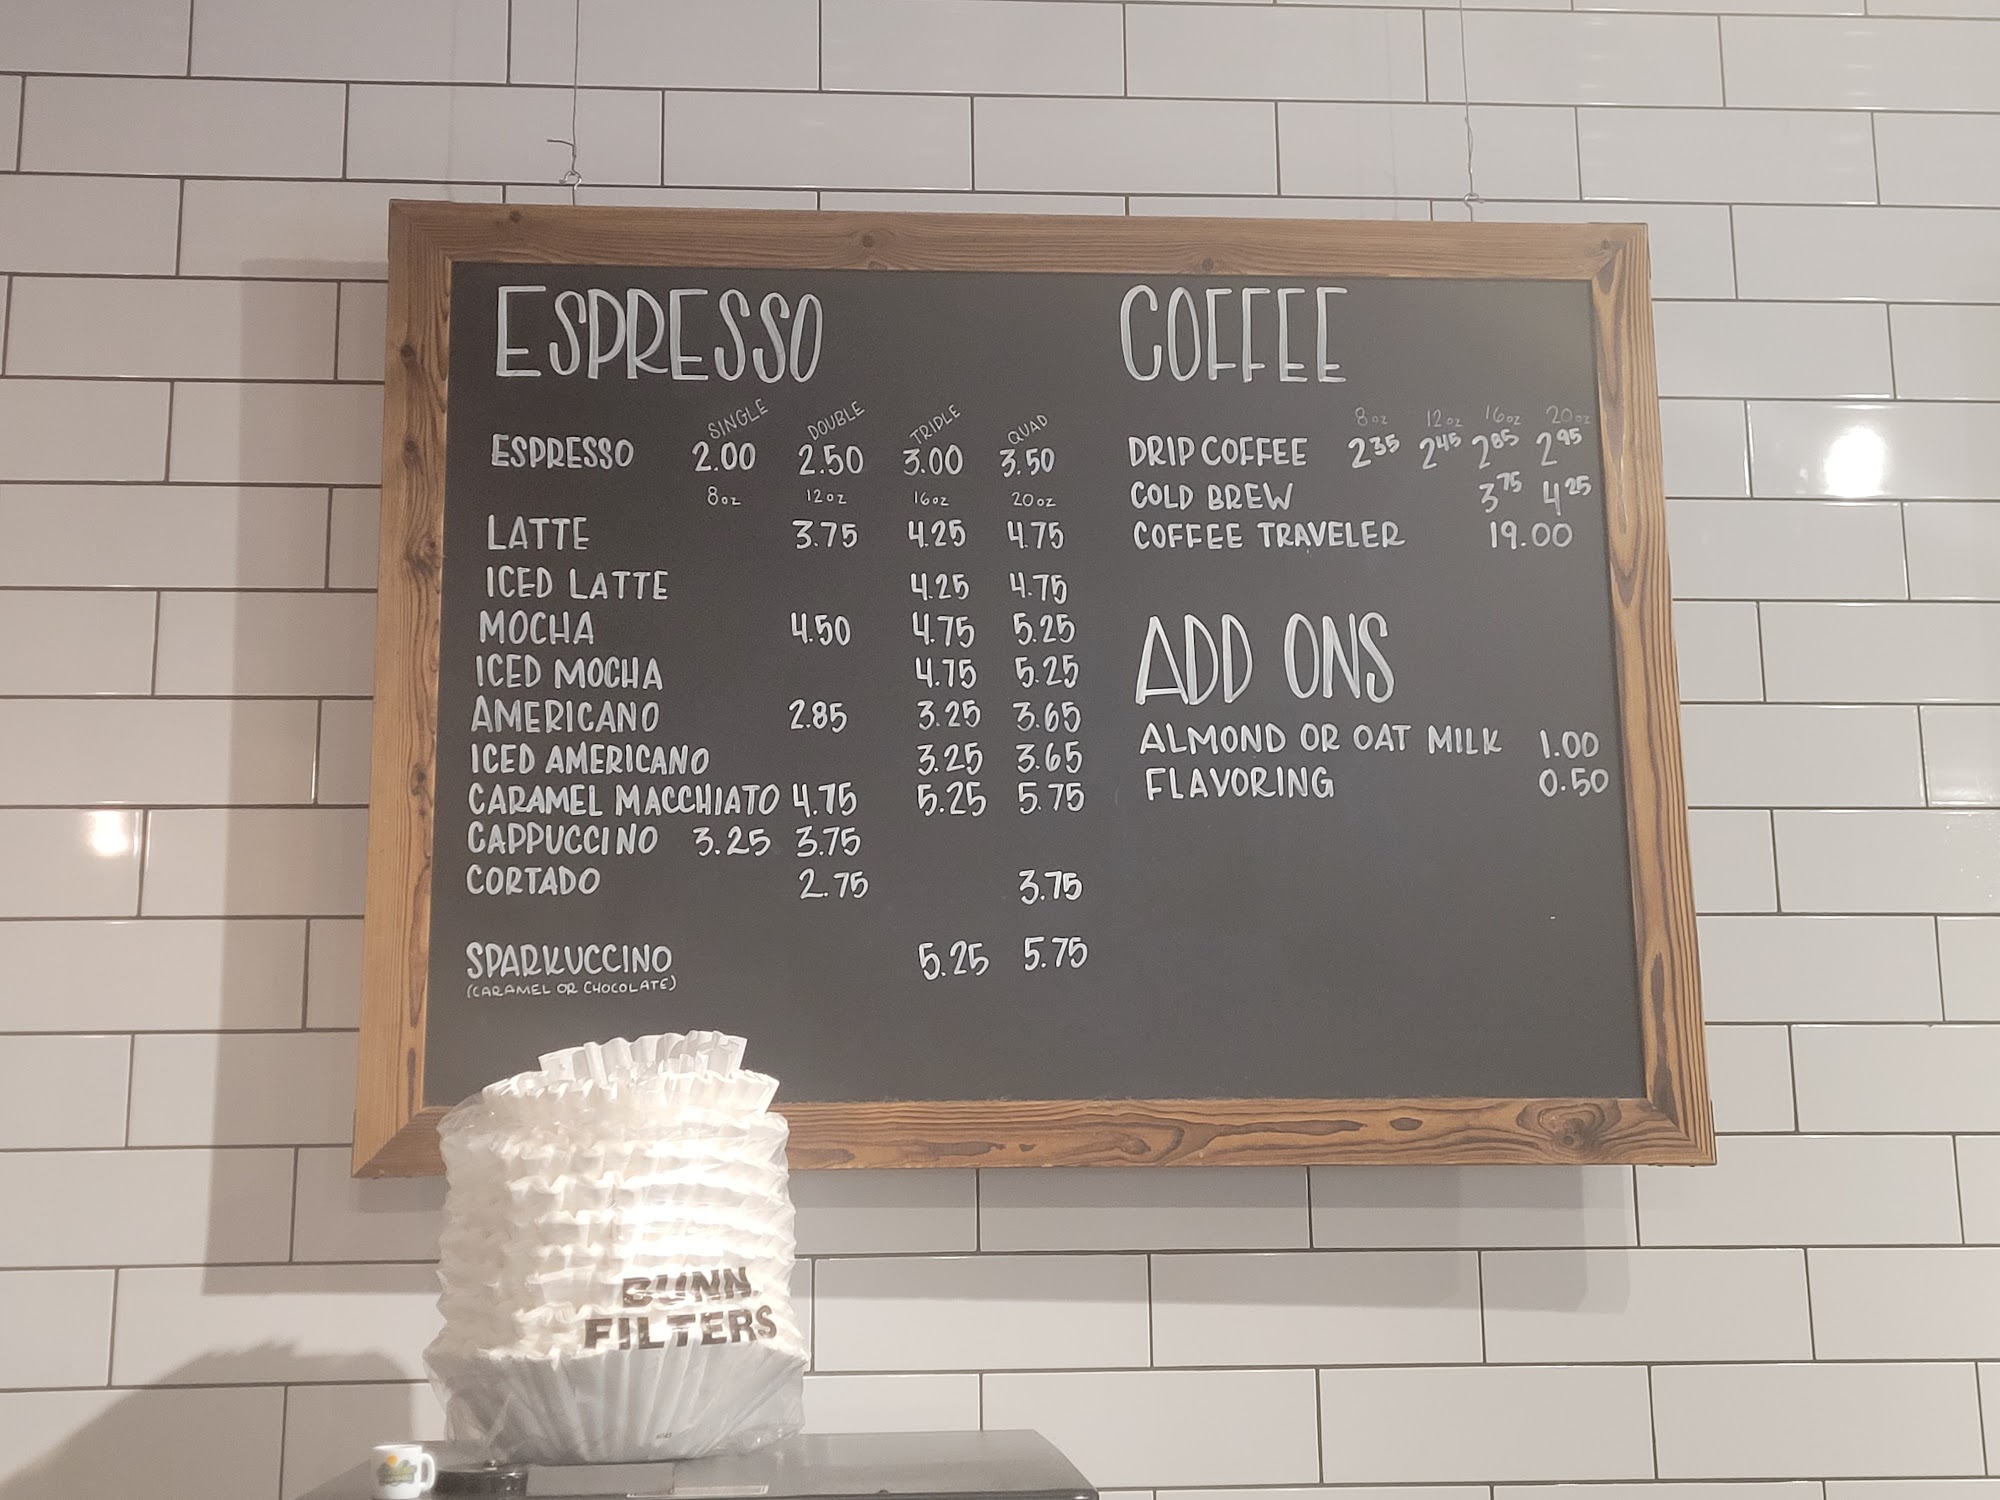 ESPRESSO
SINGLE DOUBLE TRIPLE QUAD
ESPRESSO 2.00 2.50 3.00 3.50
8oz 12oz 16oz 20oz
LATTE 3.75 4.25 4.75
ICED LATTE 4.25 4.75
MOCHA 4.50 4.75 5.25
ICED MOCHA 4.75 5.25
AMERICANO 2.85 3.25 3.65
ICED AMERICANO 3.25 3.65
CARAMEL MACCHIATO 4.75 5.25 5.75
CAPPUCCINO 3.25 3.75
CORTADO 2.75 3.75
SPARKUCCINO 5.25 5.75
(CARAMEL OR CHOCOLATE)
COFFEE
8oz 12oz 16oz 20oz
DRIP COFFEE 2.35 2.45 2.85 2.95
COLD BREW 3.75 4.25
COFFEE TRAVELER 19.00
ADD ONS
ALMOND OR OAT MILK 1.00
FLAVORING 0.50
BUNN.
FILTERS